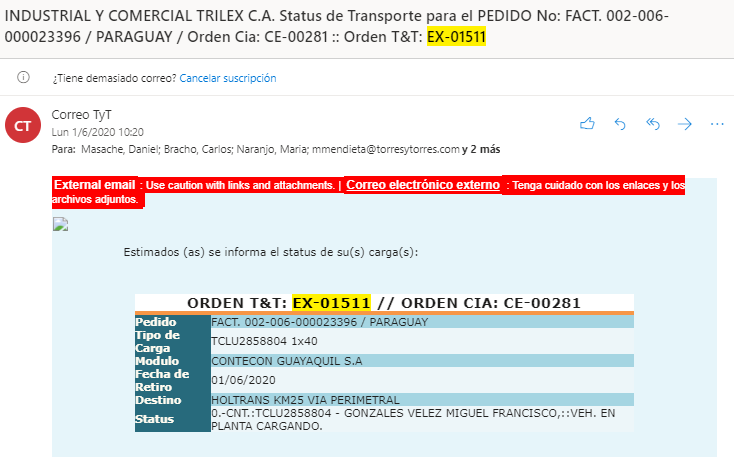 INDUSTRIAL Y COMERCIAL TRILEX C.A. Status de Transporte para el PEDIDO No: FACT. 002-006-
000023396 / PARAGUAY / Orden Cia: CE-00281 :: Orden T&T: EX-01511
¿Tiene demasiado correo? Cancelar suscripción
CT
Correo TyT
Lun 1/6/2020 10:20
Para: Masache, Daniel; Bracho, Carlos; Naranjo, Maria; mmendieta@torresytorres.com y 2 más
External email : Use caution with links and attachments. | Correo electrónico externo : Tenga cuidado con los enlaces y los
archivos adjuntos.
Estimados (as) se informa el status de su(s) carga(s):
ORDEN T&T: EX-01511 // ORDEN CIA: CE-00281
Pedido FACT. 002-006-000023396 / PARAGUAY
Tipo de
Carga TCLU2858804 1x40
Modulo CONTECON GUAYAQUIL S.A
Fecha de
Retiro 01/06/2020
Destino HOLTRANS KM25 VIA PERIMETRAL
Status 0.-CNT.:TCLU2858804 - GONZALES VELEZ MIGUEL FRANCISCO,::VEH. EN
PLANTA CARGANDO.